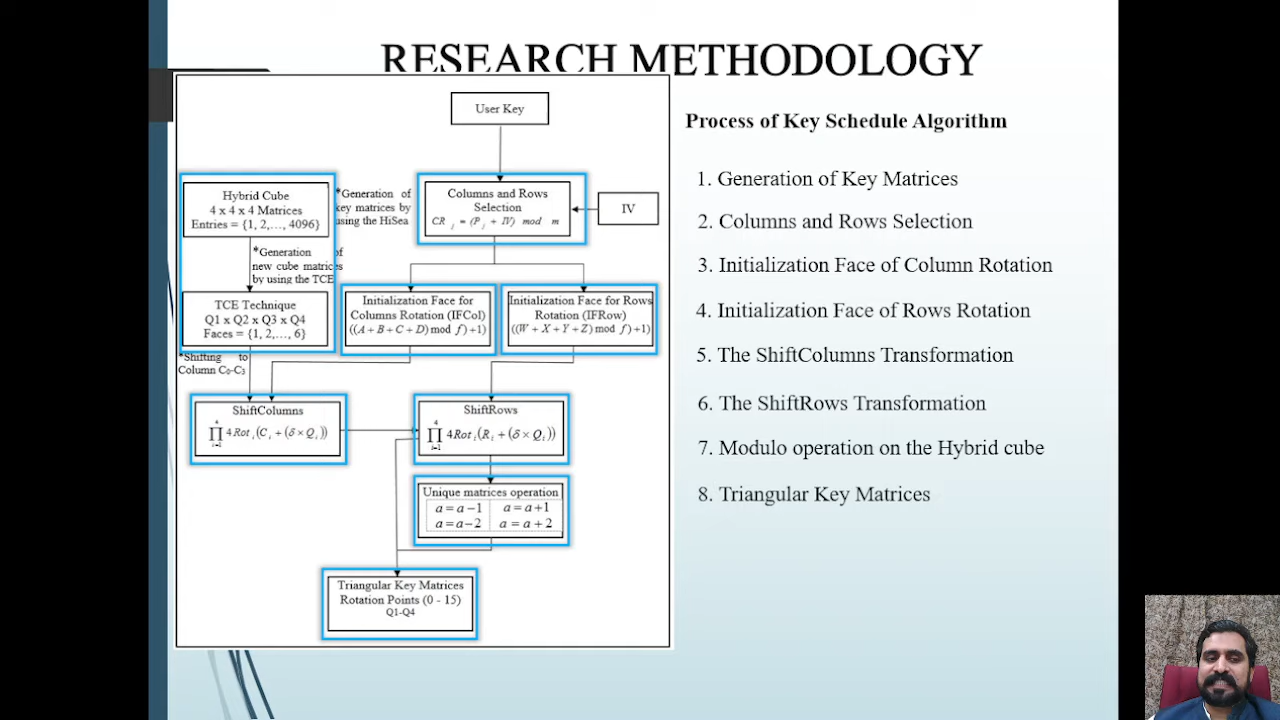 RESEARCH METHODOLOGY
User Key
Hybrid Cube
4 x 4 x 4 Matrices
Entries = {1, 2,..., 4096}
*Generation of
key matrices by
using the HiSea
Columns and Rows
Selection
CR j = (P j + IV) mod m
IV
*Generation of
new cube matrices
by using the TCE
TCE Technique
Q1 x Q2 x Q3 x Q4
Faces = {1, 2,..., 6}
Initialization Face for
Columns Rotation (IFCol)
((A + B + C + D) mod f) +1)
Initialization Face for Rows
Rotation (IFRow)
((W + X + Y + Z) mod f) +1)
*Shifting to
Column C0-C3
ShiftColumns
4
∏ 4Rot i (C i + (δ × Q i))
i=1
ShiftRows
4
∏ 4Rot i (R i + (δ × Q i))
i=1
Unique matrices operation
a = a − 1 a = a + 1
a = a − 2 a = a + 2
Triangular Key Matrices
Rotation Points (0 - 15)
Q1-Q4
Process of Key Schedule Algorithm
1. Generation of Key Matrices
2. Columns and Rows Selection
3. Initialization Face of Column Rotation
4. Initialization Face of Rows Rotation
5. The ShiftColumns Transformation
6. The ShiftRows Transformation
7. Modulo operation on the Hybrid cube
8. Triangular Key Matrices